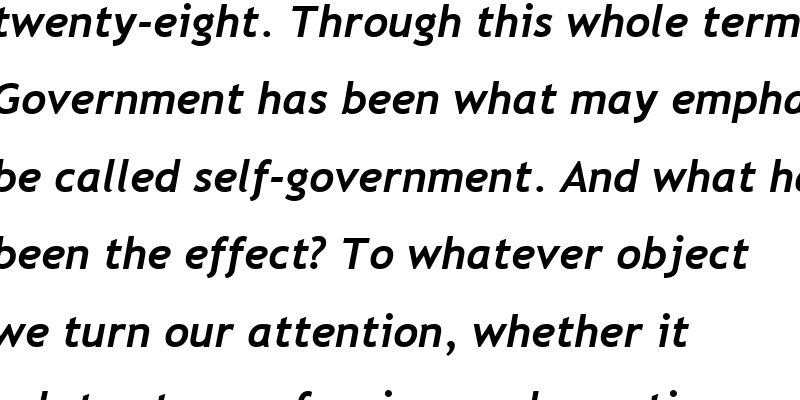 twenty-eight. Through this whole term
Government has been what may
be called self-government. And what
been the effect? To whatever object
we turn our attention, whether it